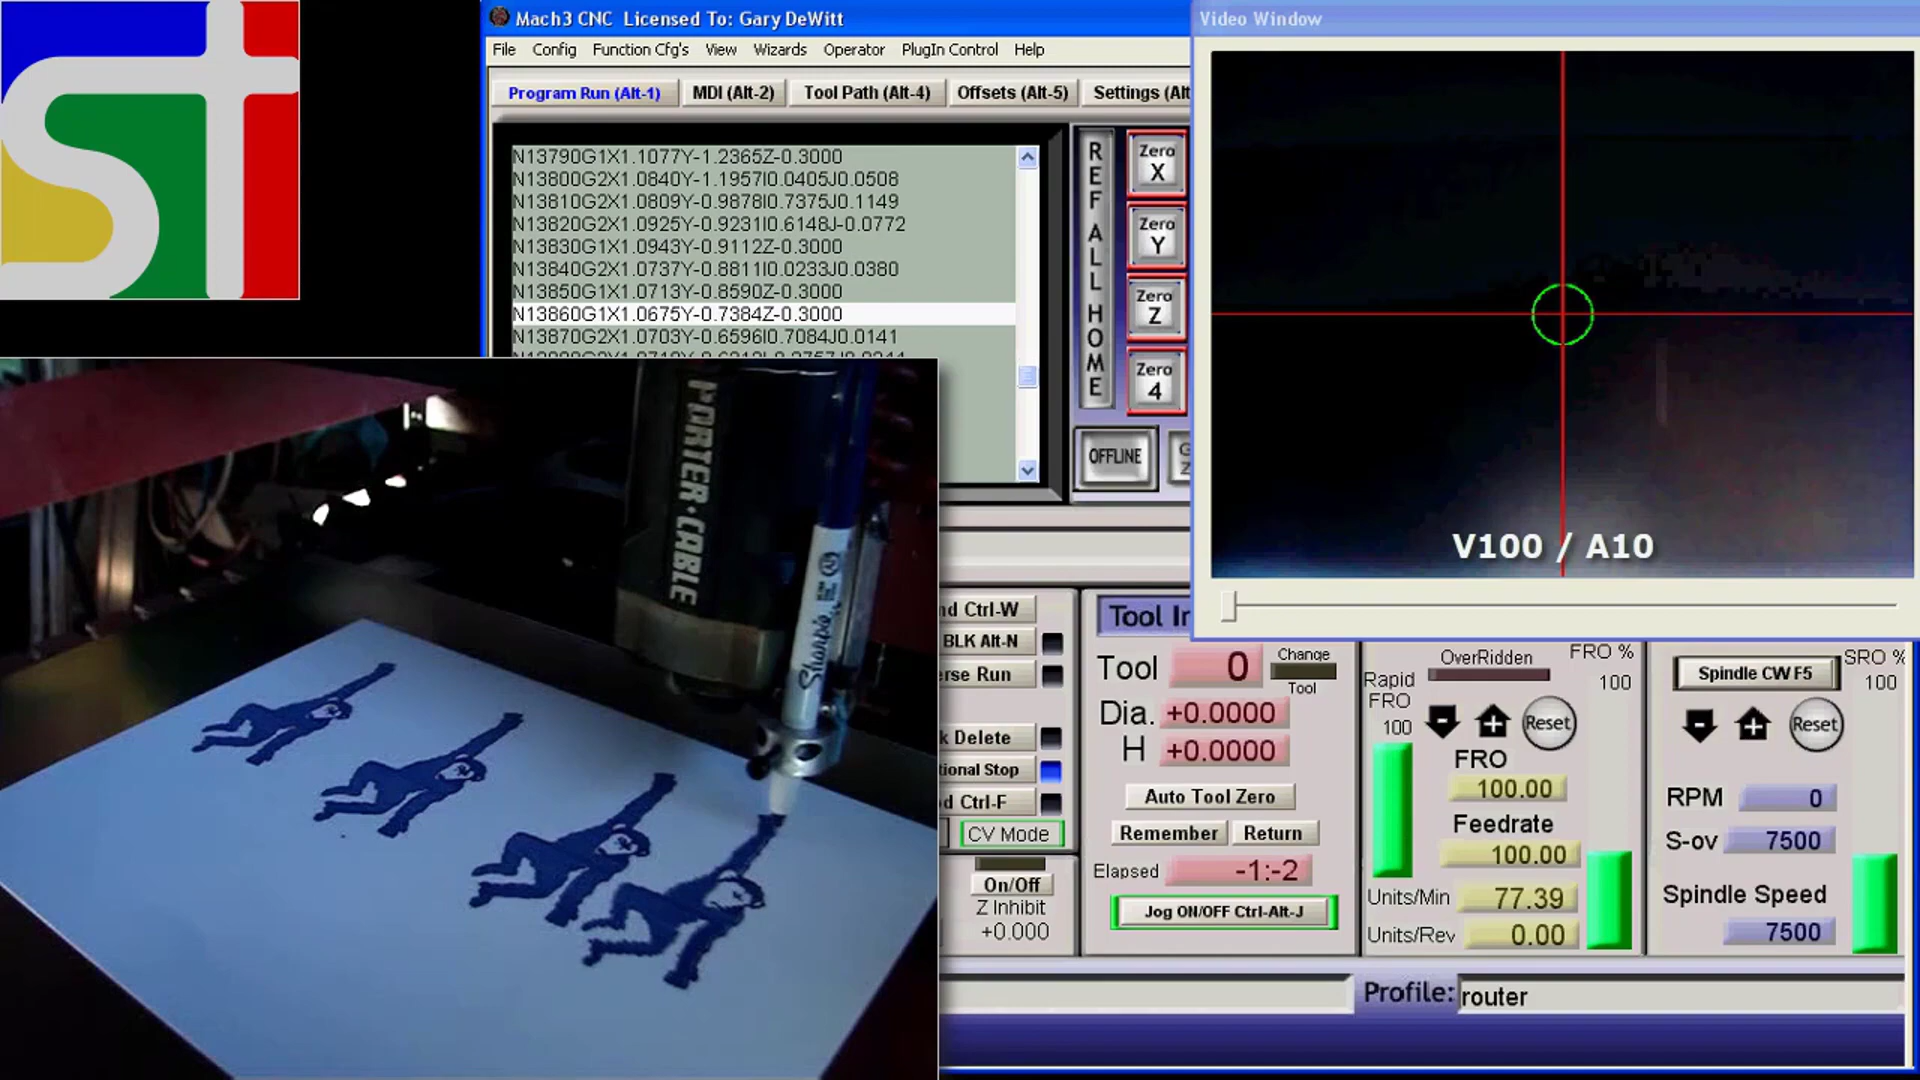 st
Mach3 CNC Licensed To: Gary DeWitt
File Config Function Cfg's View Wizards Operator PlugIn Control Help
Program Run (Alt-1) MDI (Alt-2) Tool Path (Alt-4) Offsets (Alt-5) Settings (Alt
N13790G1X1.1077Y-1.2365Z-0.3000
N13800G2X1.0840Y-1.1957I0.0405J0.0508
N13810G2X1.0809Y-0.9878I0.7375J0.1149
N13820G2X1.0925Y-0.9231I0.6148J-0.0772
N13830G1X1.0943Y-0.9112Z-0.3000
N13840G2X1.0737Y-0.8811I0.0233J0.0380
N13850G1X1.0713Y-0.8590Z-0.3000
N13860G1X1.0675Y-0.7384Z-0.3000
N13870G1X1.0703Y-0.6596I0.7084J0.0141
REF ALL HOME
Zero X
Zero Y
Zero Z
Zero 4
OFFLINE
G
Z
Video Window
V100 / A10
PORTER·CABLE
Sharpie
nd Ctrl-W
BLK Alt-N
erse Run
k Delete
ional Stop
d Ctrl-F
CV Mode
On/Off
Z Inhibit
+0.000
Tool In
Tool 0 Change Tool
Dia. +0.0000
H +0.0000
Auto Tool Zero
Remember Return
Elapsed -1:-2
Jog ON/OFF Ctrl-Alt-J
OverRidden FRO % 100
Rapid FRO 100
Reset
FRO
100.00
Feedrate
100.00
Units/Min 77.39
Units/Rev 0.00
Spindle CW F5 SRO % 100
Reset
RPM 0
S-ov 7500
Spindle Speed
7500
Profile: router